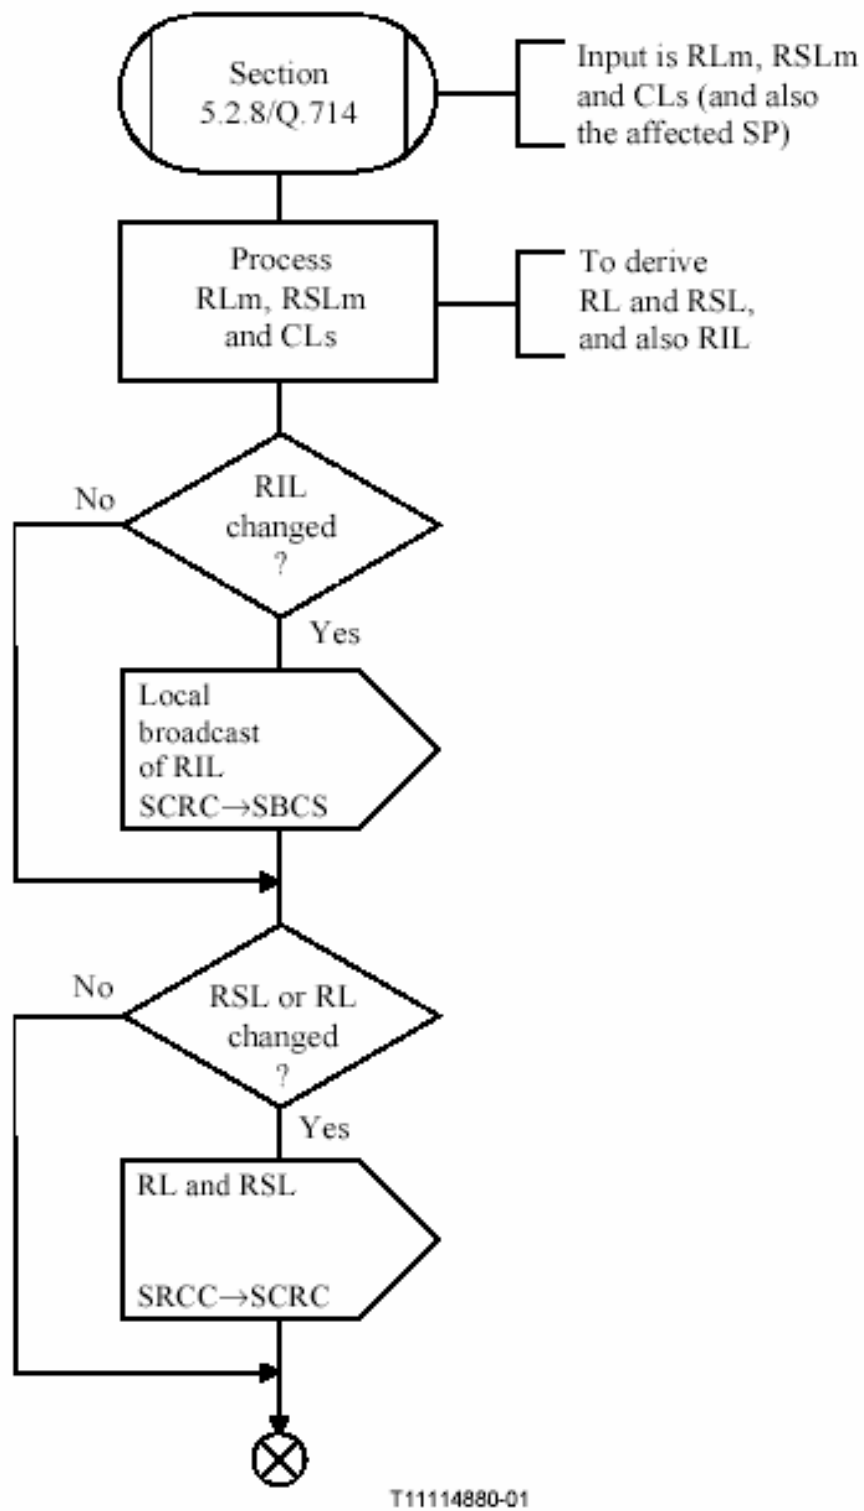 Section
5.2.8/Q.714
Input is RLm, RSLm
and CLs (and also
the affected SP)
Process
RLm, RSLm
and CLs
To derive
RL and RSL,
and also RIL
RIL
changed
?
No
Yes
Local
broadcast
of RIL
SCRC→SBCS
No
RSL or RL
changed
?
Yes
RL and RSL
SRCC→SCRC
T11114880-01